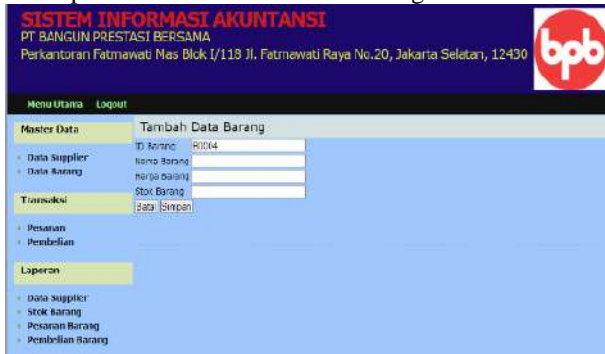 SISTEM INFORMASI AKUNTANSI
PT BANGUN PRESTASI BERSAMA
Perkantoran Fatmawati Mas Blok I/118 Jl. Fatmawati Raya No.20, Jakarta Selatan, 12430
bpb
Menu Utama Logout
Master Data
Data Supplier
Data Barang
Transaksi
Pesanan
Pembelian
Laporan
Data Supplier
Stok Barang
Pesanan Barang
Pembelian Barang
Tambah Data Barang
ID Barang B0004
Nama Barang
Harga Barang
Stok Barang
Batal Simpan